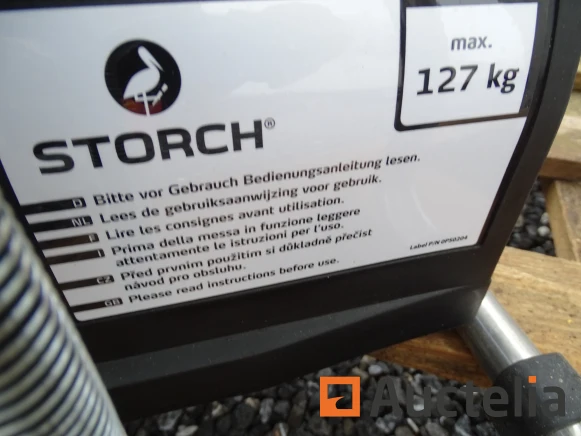 max.
127 kg
STORCH®
D Bitte vor Gebrauch Bedienungsanleitung lesen.
NL Lees de gebruiksaanwijzing voor gebruik.
F Lire les consignes avant utilisation.
I Prima della messa in funzione leggere
attentamente le istruzioni per l'uso.
CZ Před prvním použitím si důkladně přečíst
návod pro obsluhu.
GB Please read instructions before use.
Label P/N 0PS0204
Auctelia